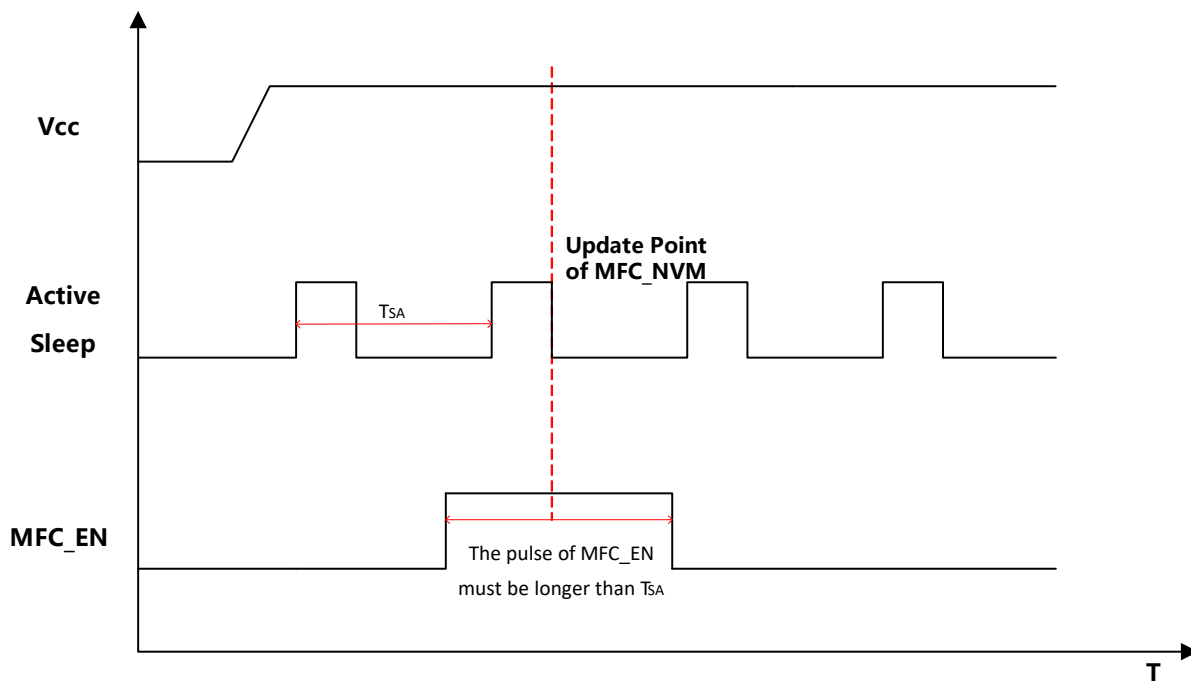 Vcc
Update Point
of MFC_NVM
Active
TSA
Sleep
MFC_EN
The pulse of MFC_EN
must be longer than TSA
T